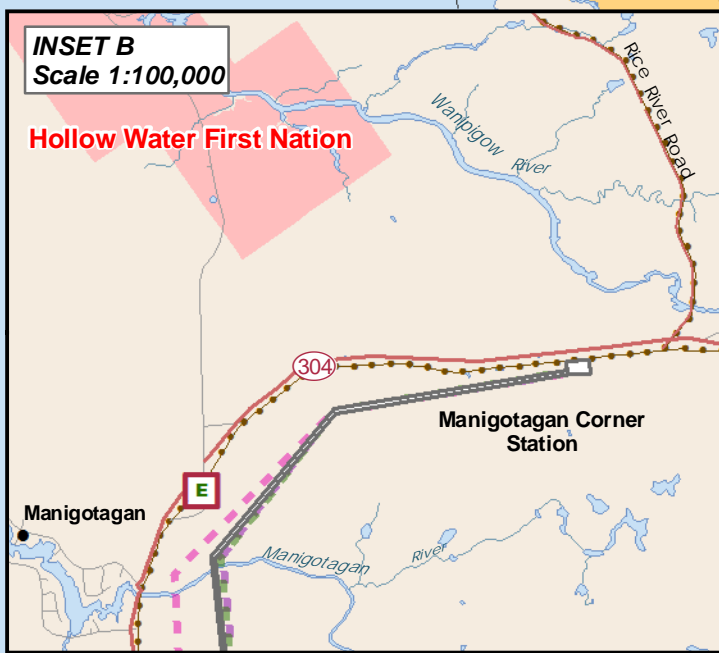 INSET B
Scale 1:100,000
Hollow Water First Nation
Wanipigow
River
Rice River Road
304
Manigotagan Corner
Station
E
Manigotagan
Manigotagan
River